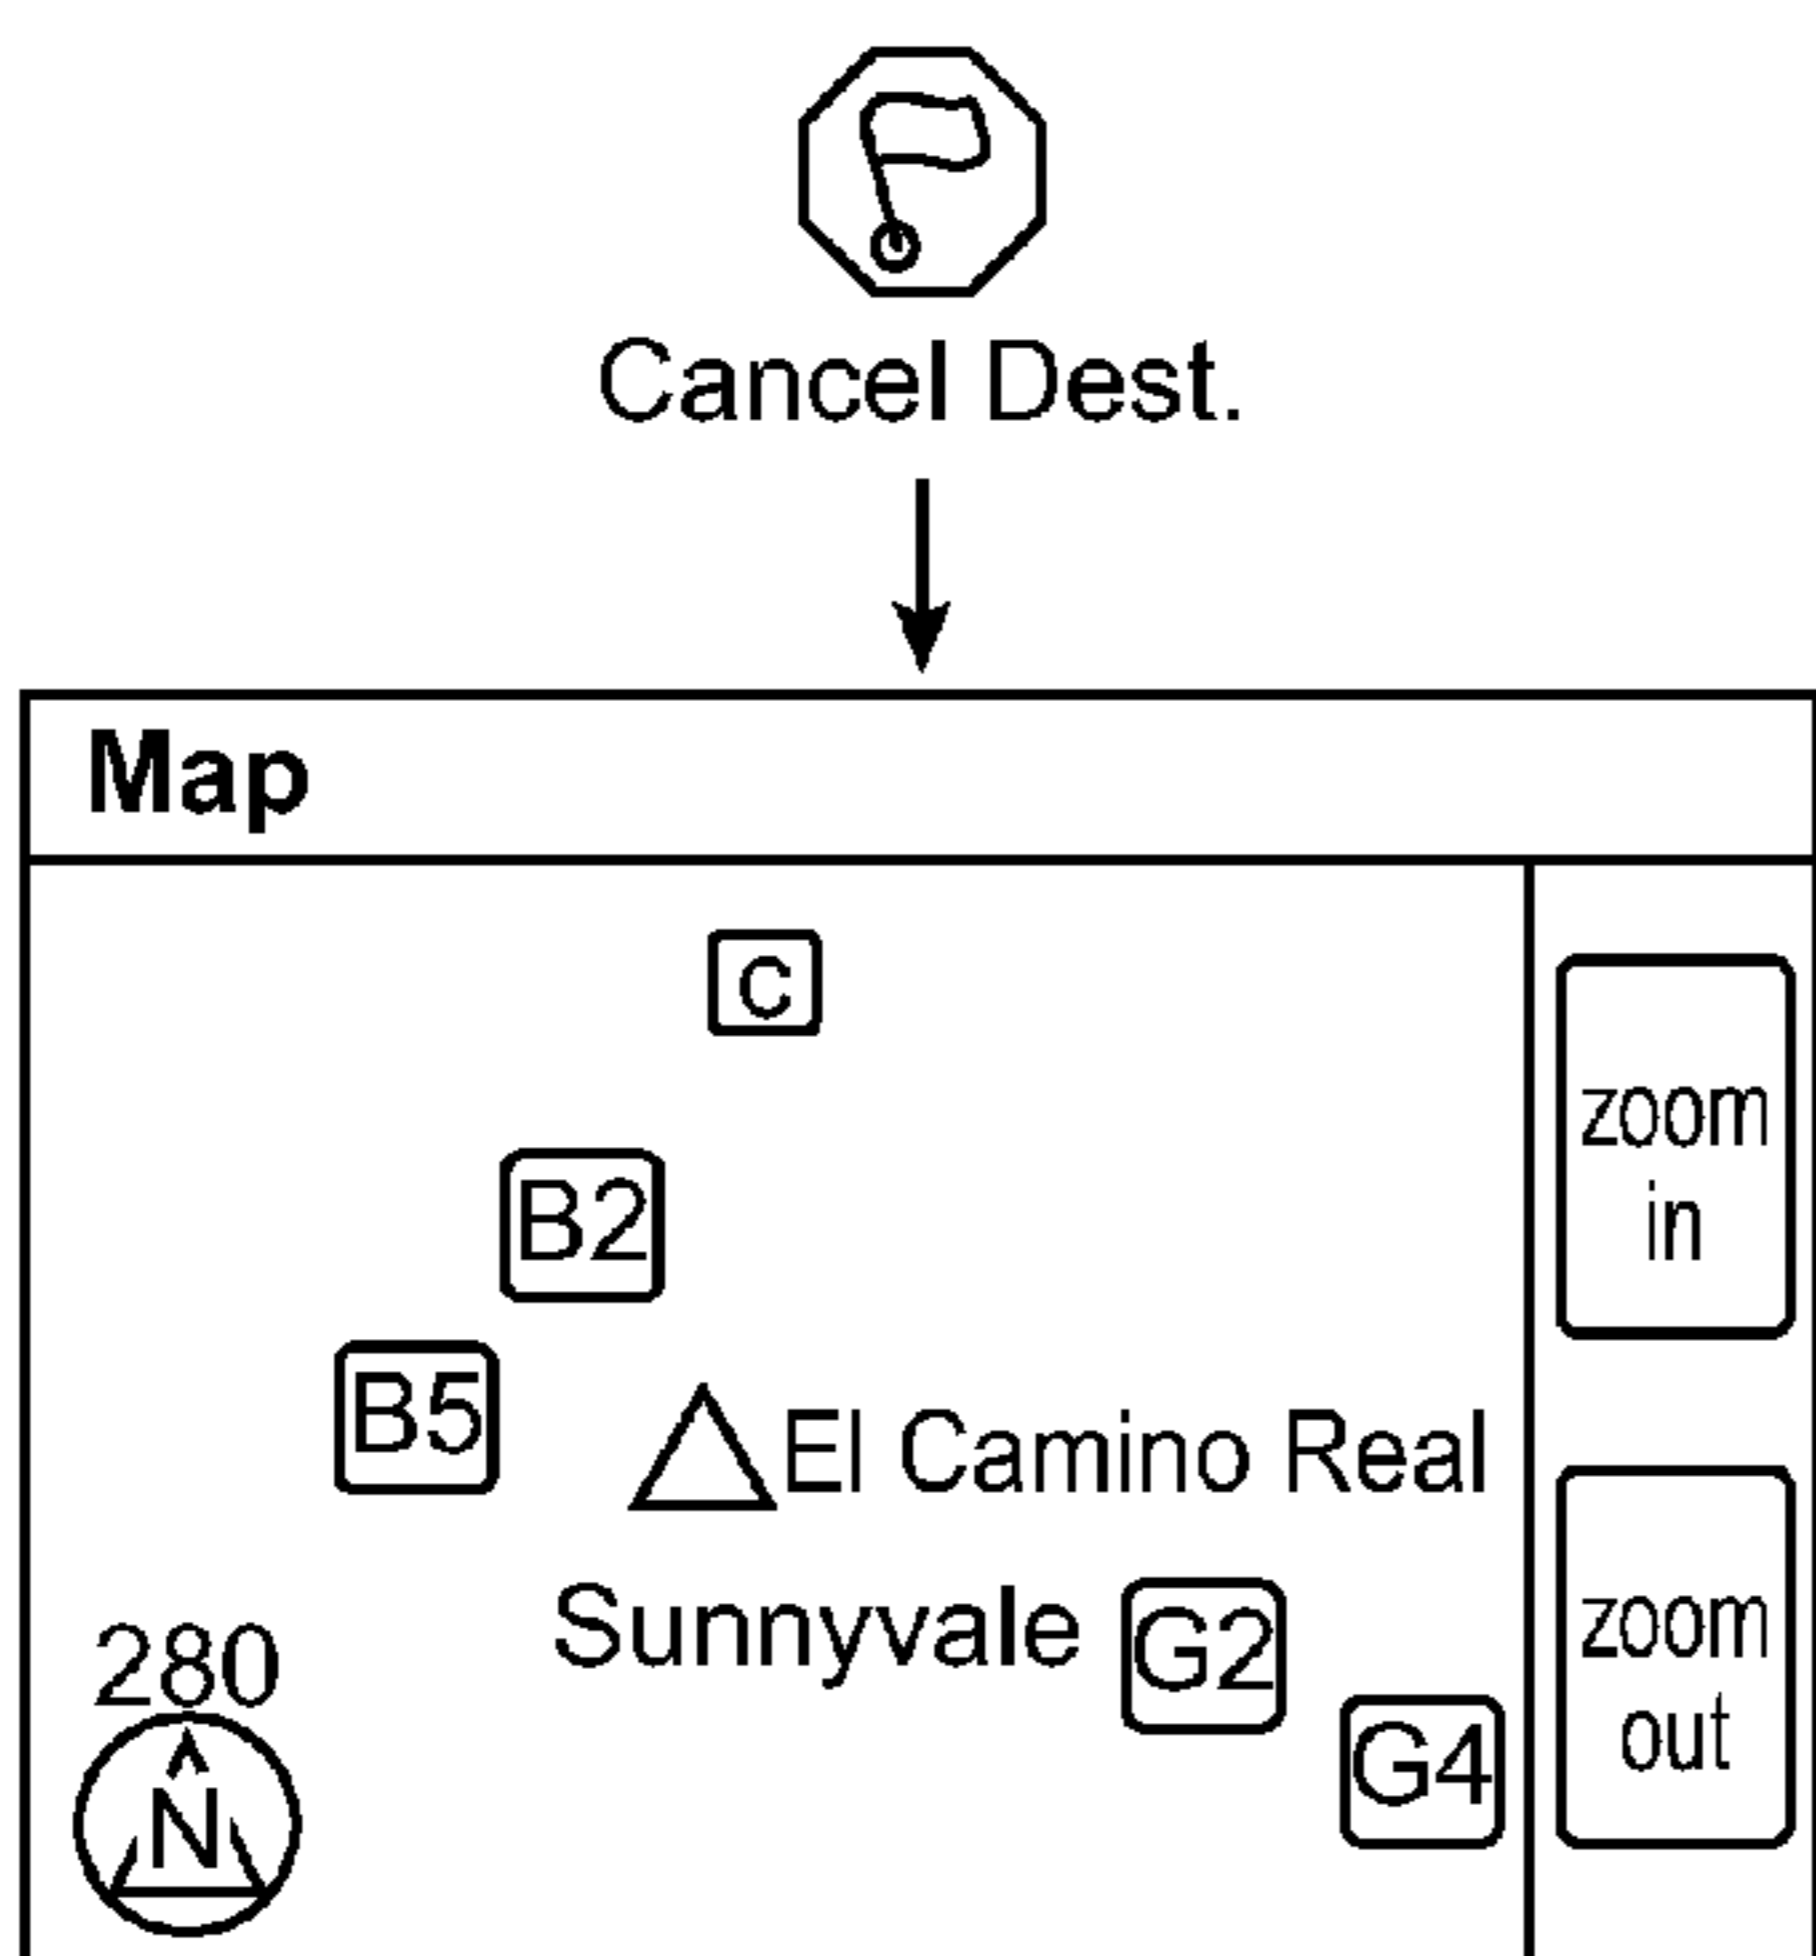 Cancel Dest.
Map
C
zoom
in
B2
B5
El Camino Real
Sunnyvale
G2
280
G4
zoom
out
N